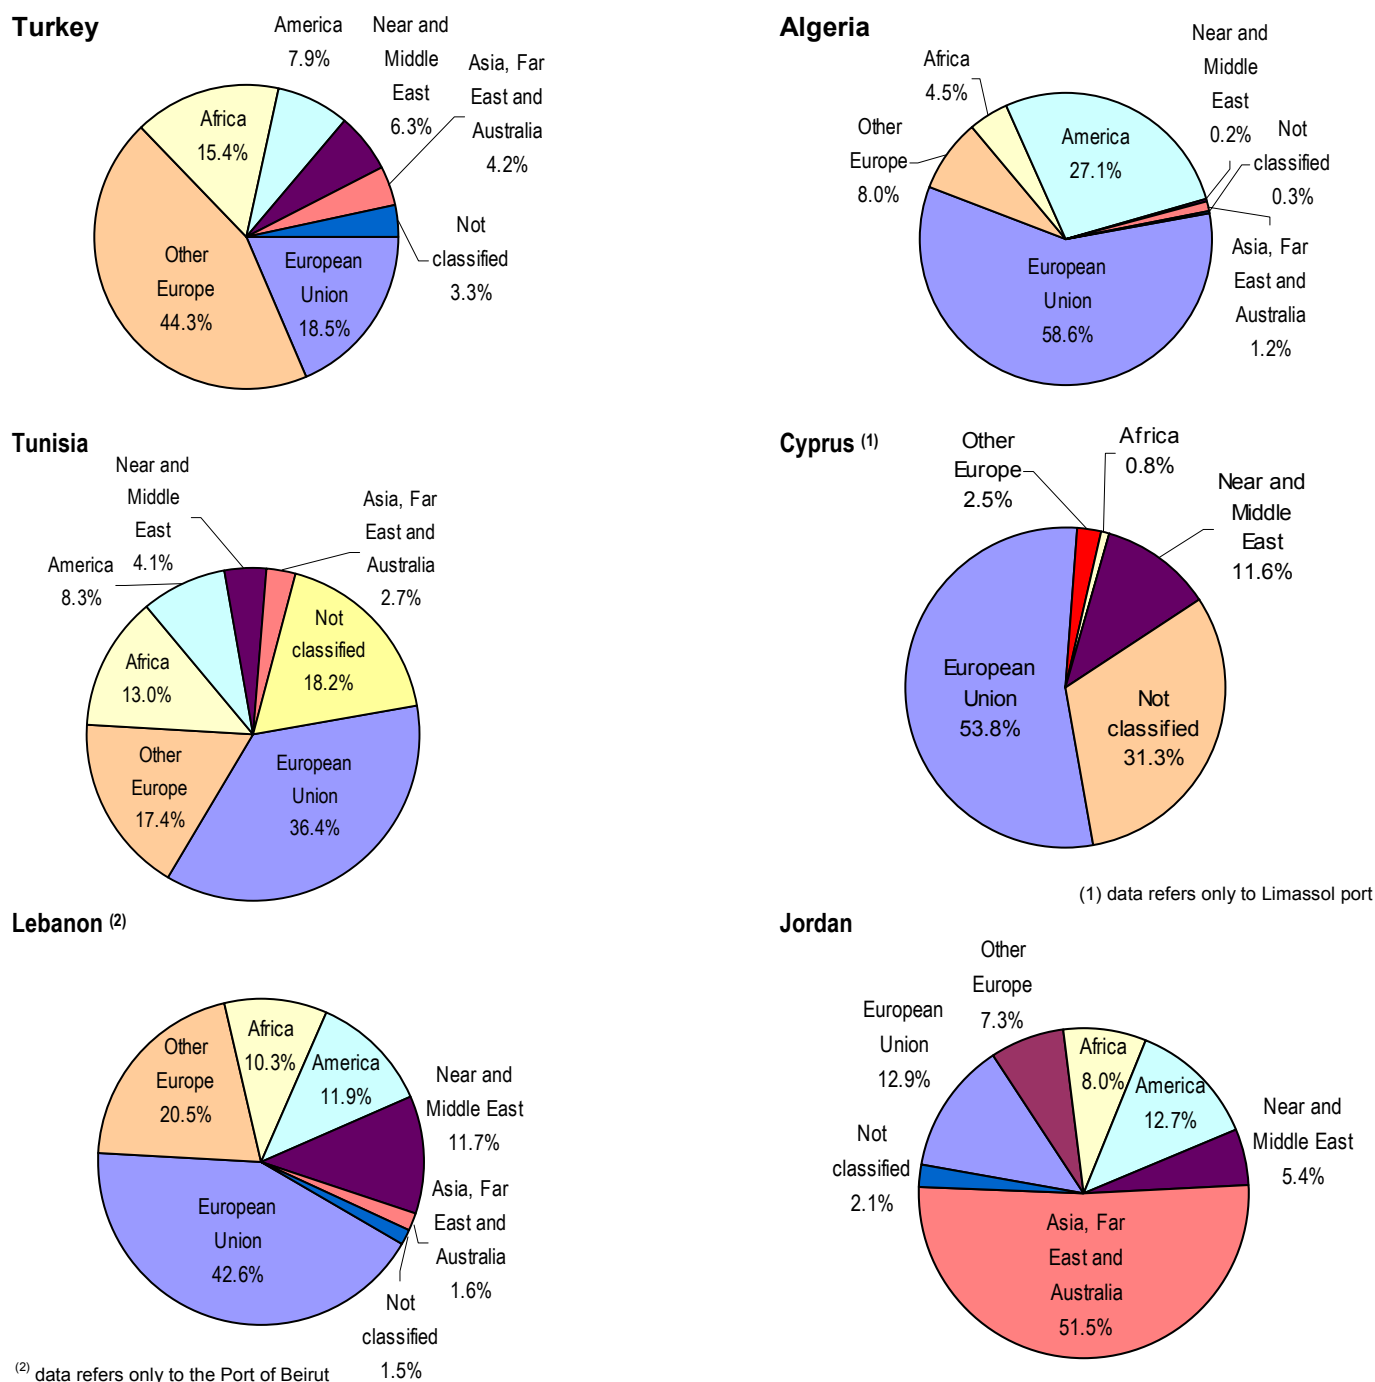 Turkey
America
7.9%
Near and
Middle
East
6.3%
Asia, Far
East and
Australia
4.2%
Africa
15.4%
Not
classified
3.3%
Other
Europe
44.3%
European
Union
18.5%
Algeria
Near and
Middle
East
0.2%
Africa
4.5%
Not
classified
0.3%
Other
Europe
8.0%
America
27.1%
Asia, Far
East and
Australia
1.2%
European
Union
58.6%
Tunisia
Near and
Middle
East
4.1%
Asia, Far
East and
Australia
2.7%
America
8.3%
Not
classified
18.2%
Africa
13.0%
Other
Europe
17.4%
European
Union
36.4%
Cyprus (1)
Other
Europe
2.5%
Africa
0.8%
Near and
Middle
East
11.6%
European
Union
53.8%
Not
classified
31.3%
(1) data refers only to Limassol port
Lebanon (2)
Other
Europe
20.5%
Africa
10.3%
America
11.9%
Near and
Middle East
11.7%
Asia, Far
East and
Australia
1.6%
European
Union
42.6%
Not
classified
1.5%
(2) data refers only to the Port of Beirut
Jordan
Other
Europe
7.3%
European
Union
12.9%
Africa
8.0%
America
12.7%
Near and
Middle East
5.4%
Not
classified
2.1%
Asia, Far
East and
Australia
51.5%